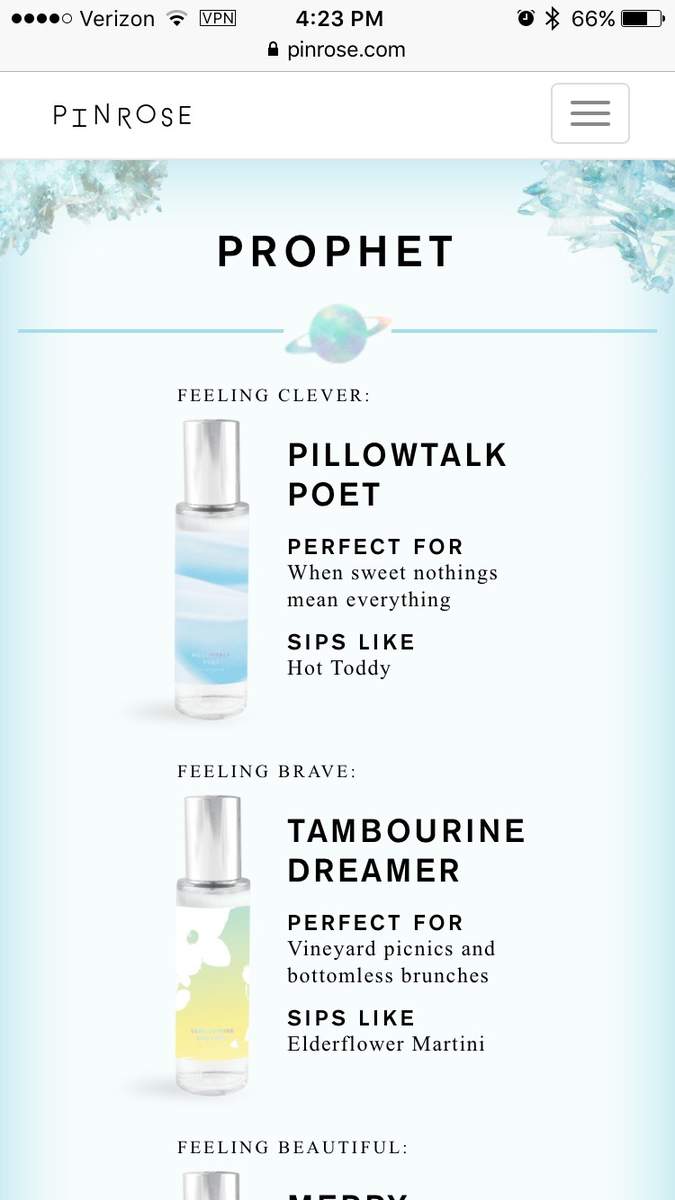 Verizon VPN 4:23 PM 66%
pinrose.com
PINROSE
PROPHET
FEELING CLEVER:
PILLOWTALK
POET
PERFECT FOR
When sweet nothings
mean everything
SIPS LIKE
Hot Toddy
FEELING BRAVE:
TAMBOURINE
DREAMER
PERFECT FOR
Vineyard picnics and
bottomless brunches
SIPS LIKE
Elderflower Martini
FEELING BEAUTIFUL: